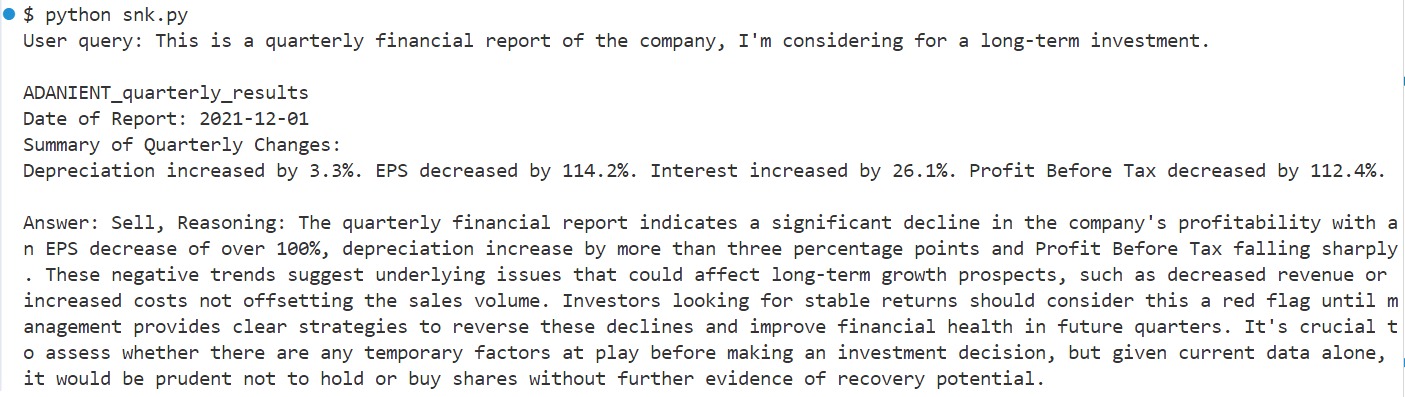 $ python snk.py
User query: This is a quarterly financial report of the company, I'm considering for a long-term investment.
ADANIENT_quarterly_results
Date of Report: 2021-12-01
Summary of Quarterly Changes:
Depreciation increased by 3.3%. EPS decreased by 114.2%. Interest increased by 26.1%. Profit Before Tax decreased by 112.4%.
Answer: Sell, Reasoning: The quarterly financial report indicates a significant decline in the company's profitability with a
n EPS decrease of over 100%, depreciation increase by more than three percentage points and Profit Before Tax falling sharply
. These negative trends suggest underlying issues that could affect long-term growth prospects, such as decreased revenue or
increased costs not offsetting the sales volume. Investors looking for stable returns should consider this a red flag until m
anagement provides clear strategies to reverse these declines and improve financial health in future quarters. It's crucial t
o assess whether there are any temporary factors at play before making an investment decision, but given current data alone,
it would be prudent not to hold or buy shares without further evidence of recovery potential.